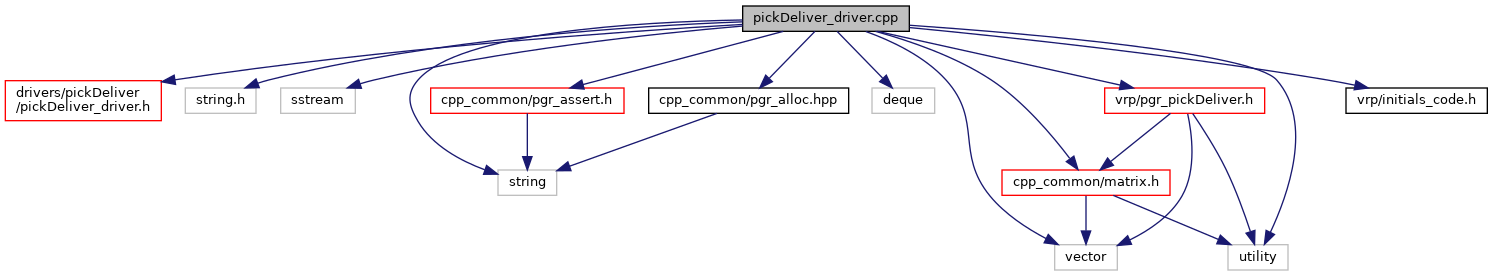 pickDeliver_driver.cpp
drivers/pickDeliver
/pickDeliver_driver.h
string.h
sstream
cpp_common/pgr_assert.h
cpp_common/pgr_alloc.hpp
deque
vrp/pgr_pickDeliver.h
vrp/initials_code.h
string
cpp_common/matrix.h
vector
utility